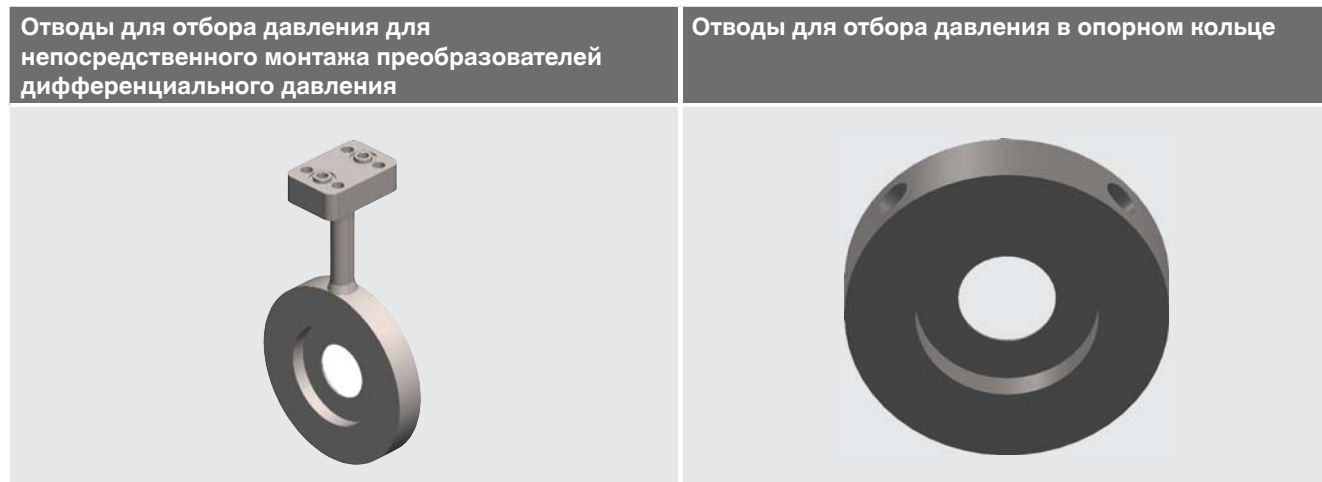 Отводы для отбора давления для
непосредственного монтажа преобразователей
дифференциального давления
Отводы для отбора давления в опорном кольце